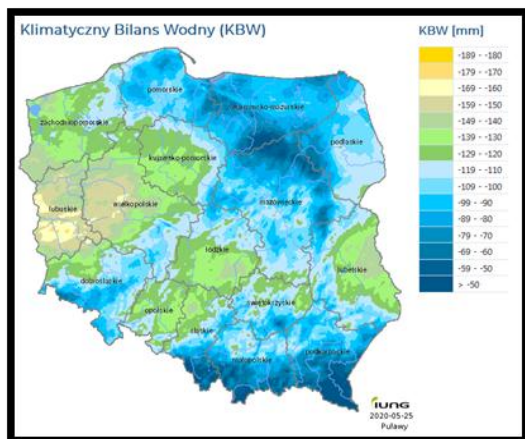 Klimatyczny Bilans Wodny (KBW)
KBW [mm]
-189 - -180
-179 - -170
-169 - -160
-159 - -150
-149 - -140
-139 - -130
-129 - -120
-119 - -110
-109 - -100
-99 - -90
-89 - -80
-79 - -70
-69 - -60
-59 - -50
> -50
pomorskie
warmińsko-mazurskie
zachodniopomorskie
podlaskie
kujawsko-pomorskie
mazowieckie
wielkopolskie
lubuskie
łódzkie
lubelskie
dolnośląskie
świętokrzyskie
opolskie
śląskie
podkarpackie
małopolskie
IUNG
2020-05-25
Puławy